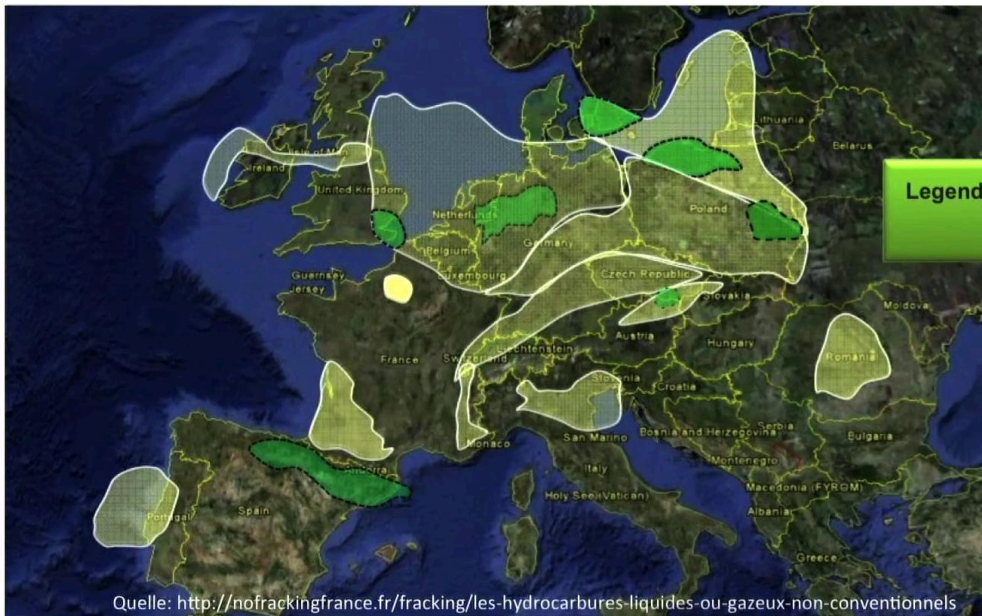 Lithuania
Belarus
Isle of Man
Ireland
United Kingdom
Netherlands
Poland
Germany
Belgium
Luxembourg
Guernsey
Jersey
Czech Republic
Slovakia
Moldova
Austria
Hungary
France
Switzerland
Liechtenstein
Romania
Slovenia
Croatia
Monaco
San Marino
Bosnia and Herzegovina
Serbia
Bulgaria
Montenegro
Andorra
Italy
Macedonia (FYROM)
Holy See (Vatican)
Albania
Portugal
Spain
Greece
Legend
Quelle: http://nofrackingfrance.fr/fracking/les-hydrocarbures-liquides-ou-gazeux-non-conventionnels